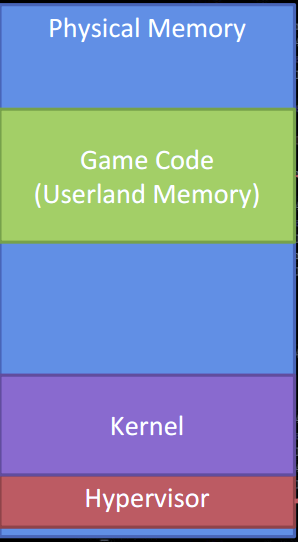 Physical Memory
Game Code
(Userland Memory)
Kernel
Hypervisor